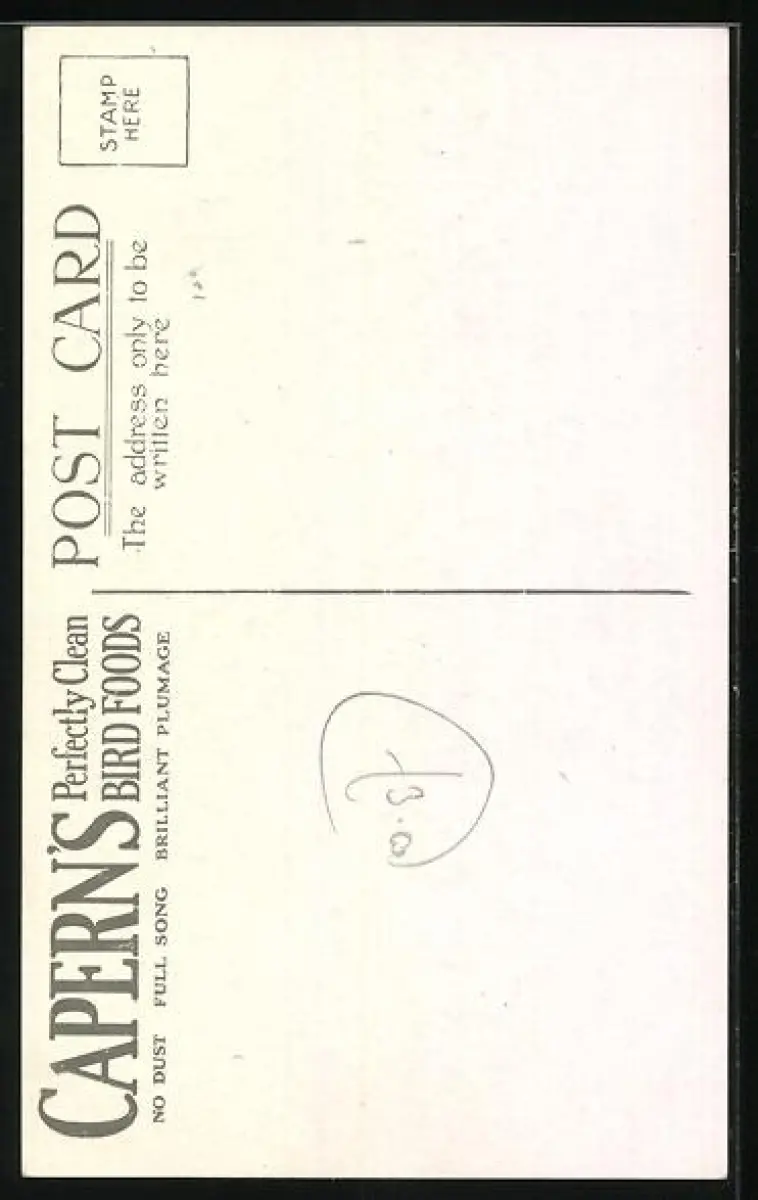 CAPERN'S Perfectly Clean
BIRD FOODS
NO DUST FULL SONG BRILLIANT PLUMAGE
POST CARD
The address only to be
written here
STAMP
HERE